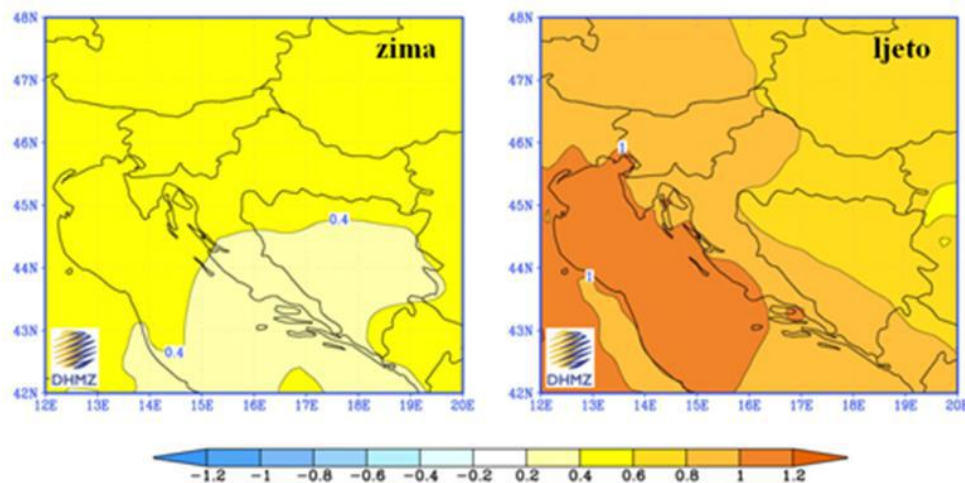 48N
47N
46N
45N
44N
43N
42N
12E 13E 14E 15E 16E 17E 18E 19E 20E
zima
0.4
0.4
DHMZ
48N
47N
46N
45N
44N
43N
42N
12E 13E 14E 15E 16E 17E 18E 19E 20E
ljeto
1
1
DHMZ
-1.2 -1 -0.8 -0.6 -0.4 -0.2 0.2 0.4 0.6 0.8 1 1.2